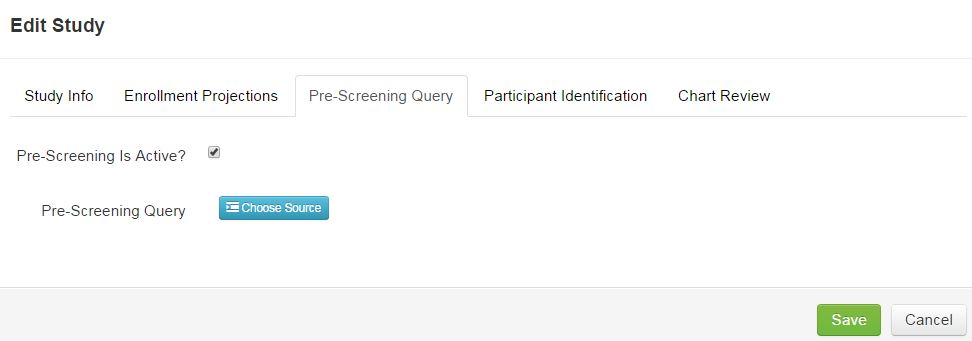 Edit Study
Study Info Enrollment Projections Pre-Screening Query Participant Identification Chart Review
Pre-Screening Is Active?
Pre-Screening Query Choose Source
Save Cancel